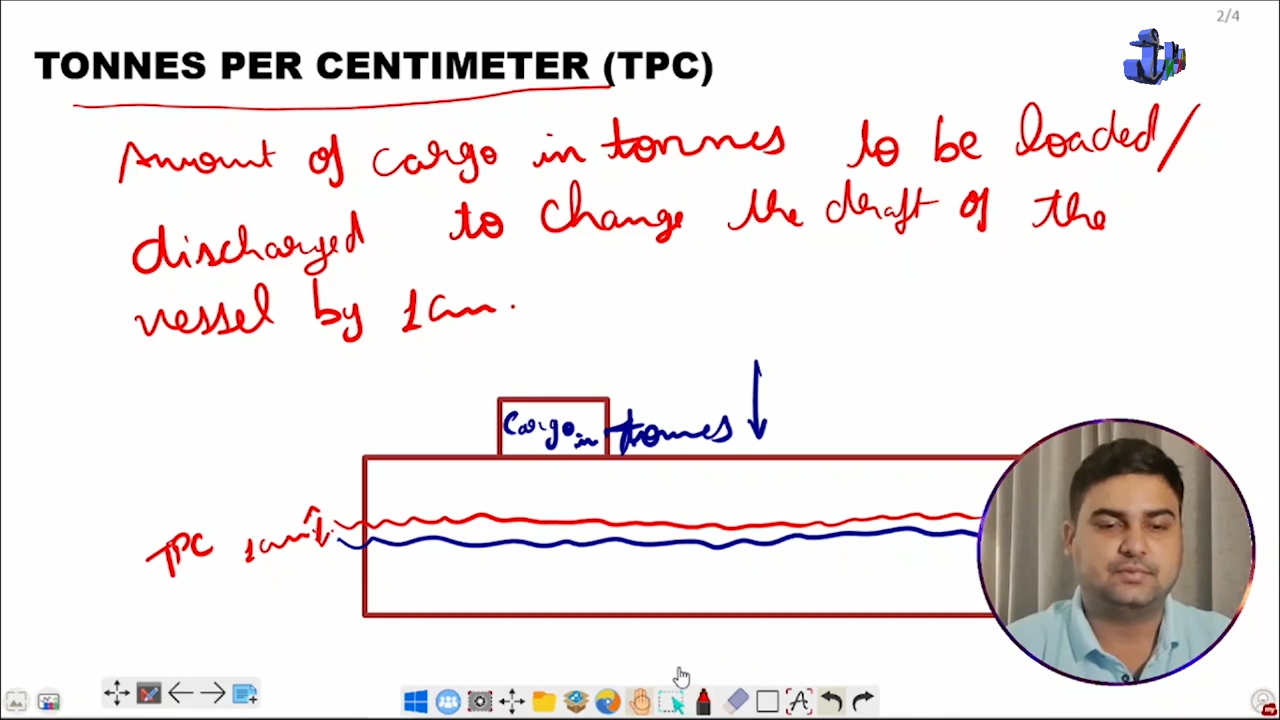 2/4
TONNES PER CENTIMETER (TPC)
Amount of cargo in tonnes to be loaded/
discharged to change the draft of the
vessel by 1cm.
Cargo in tonnes
TPC 1cm